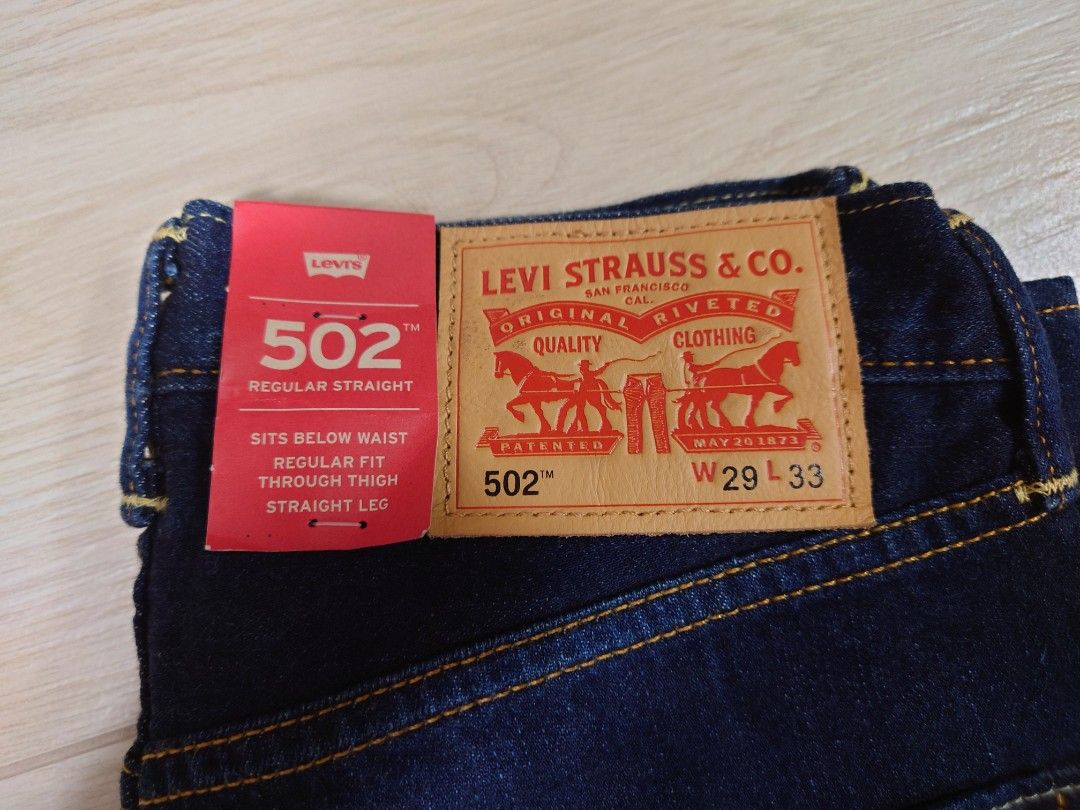 Levi's
502™
REGULAR STRAIGHT
SITS BELOW WAIST
REGULAR FIT
THROUGH THIGH
STRAIGHT LEG
LEVI STRAUSS & CO.
SAN FRANCISCO
CAL.
ORIGINAL RIVETED
QUALITY CLOTHING
PATENTED MAY 20 1873
502™ W 29 L 33